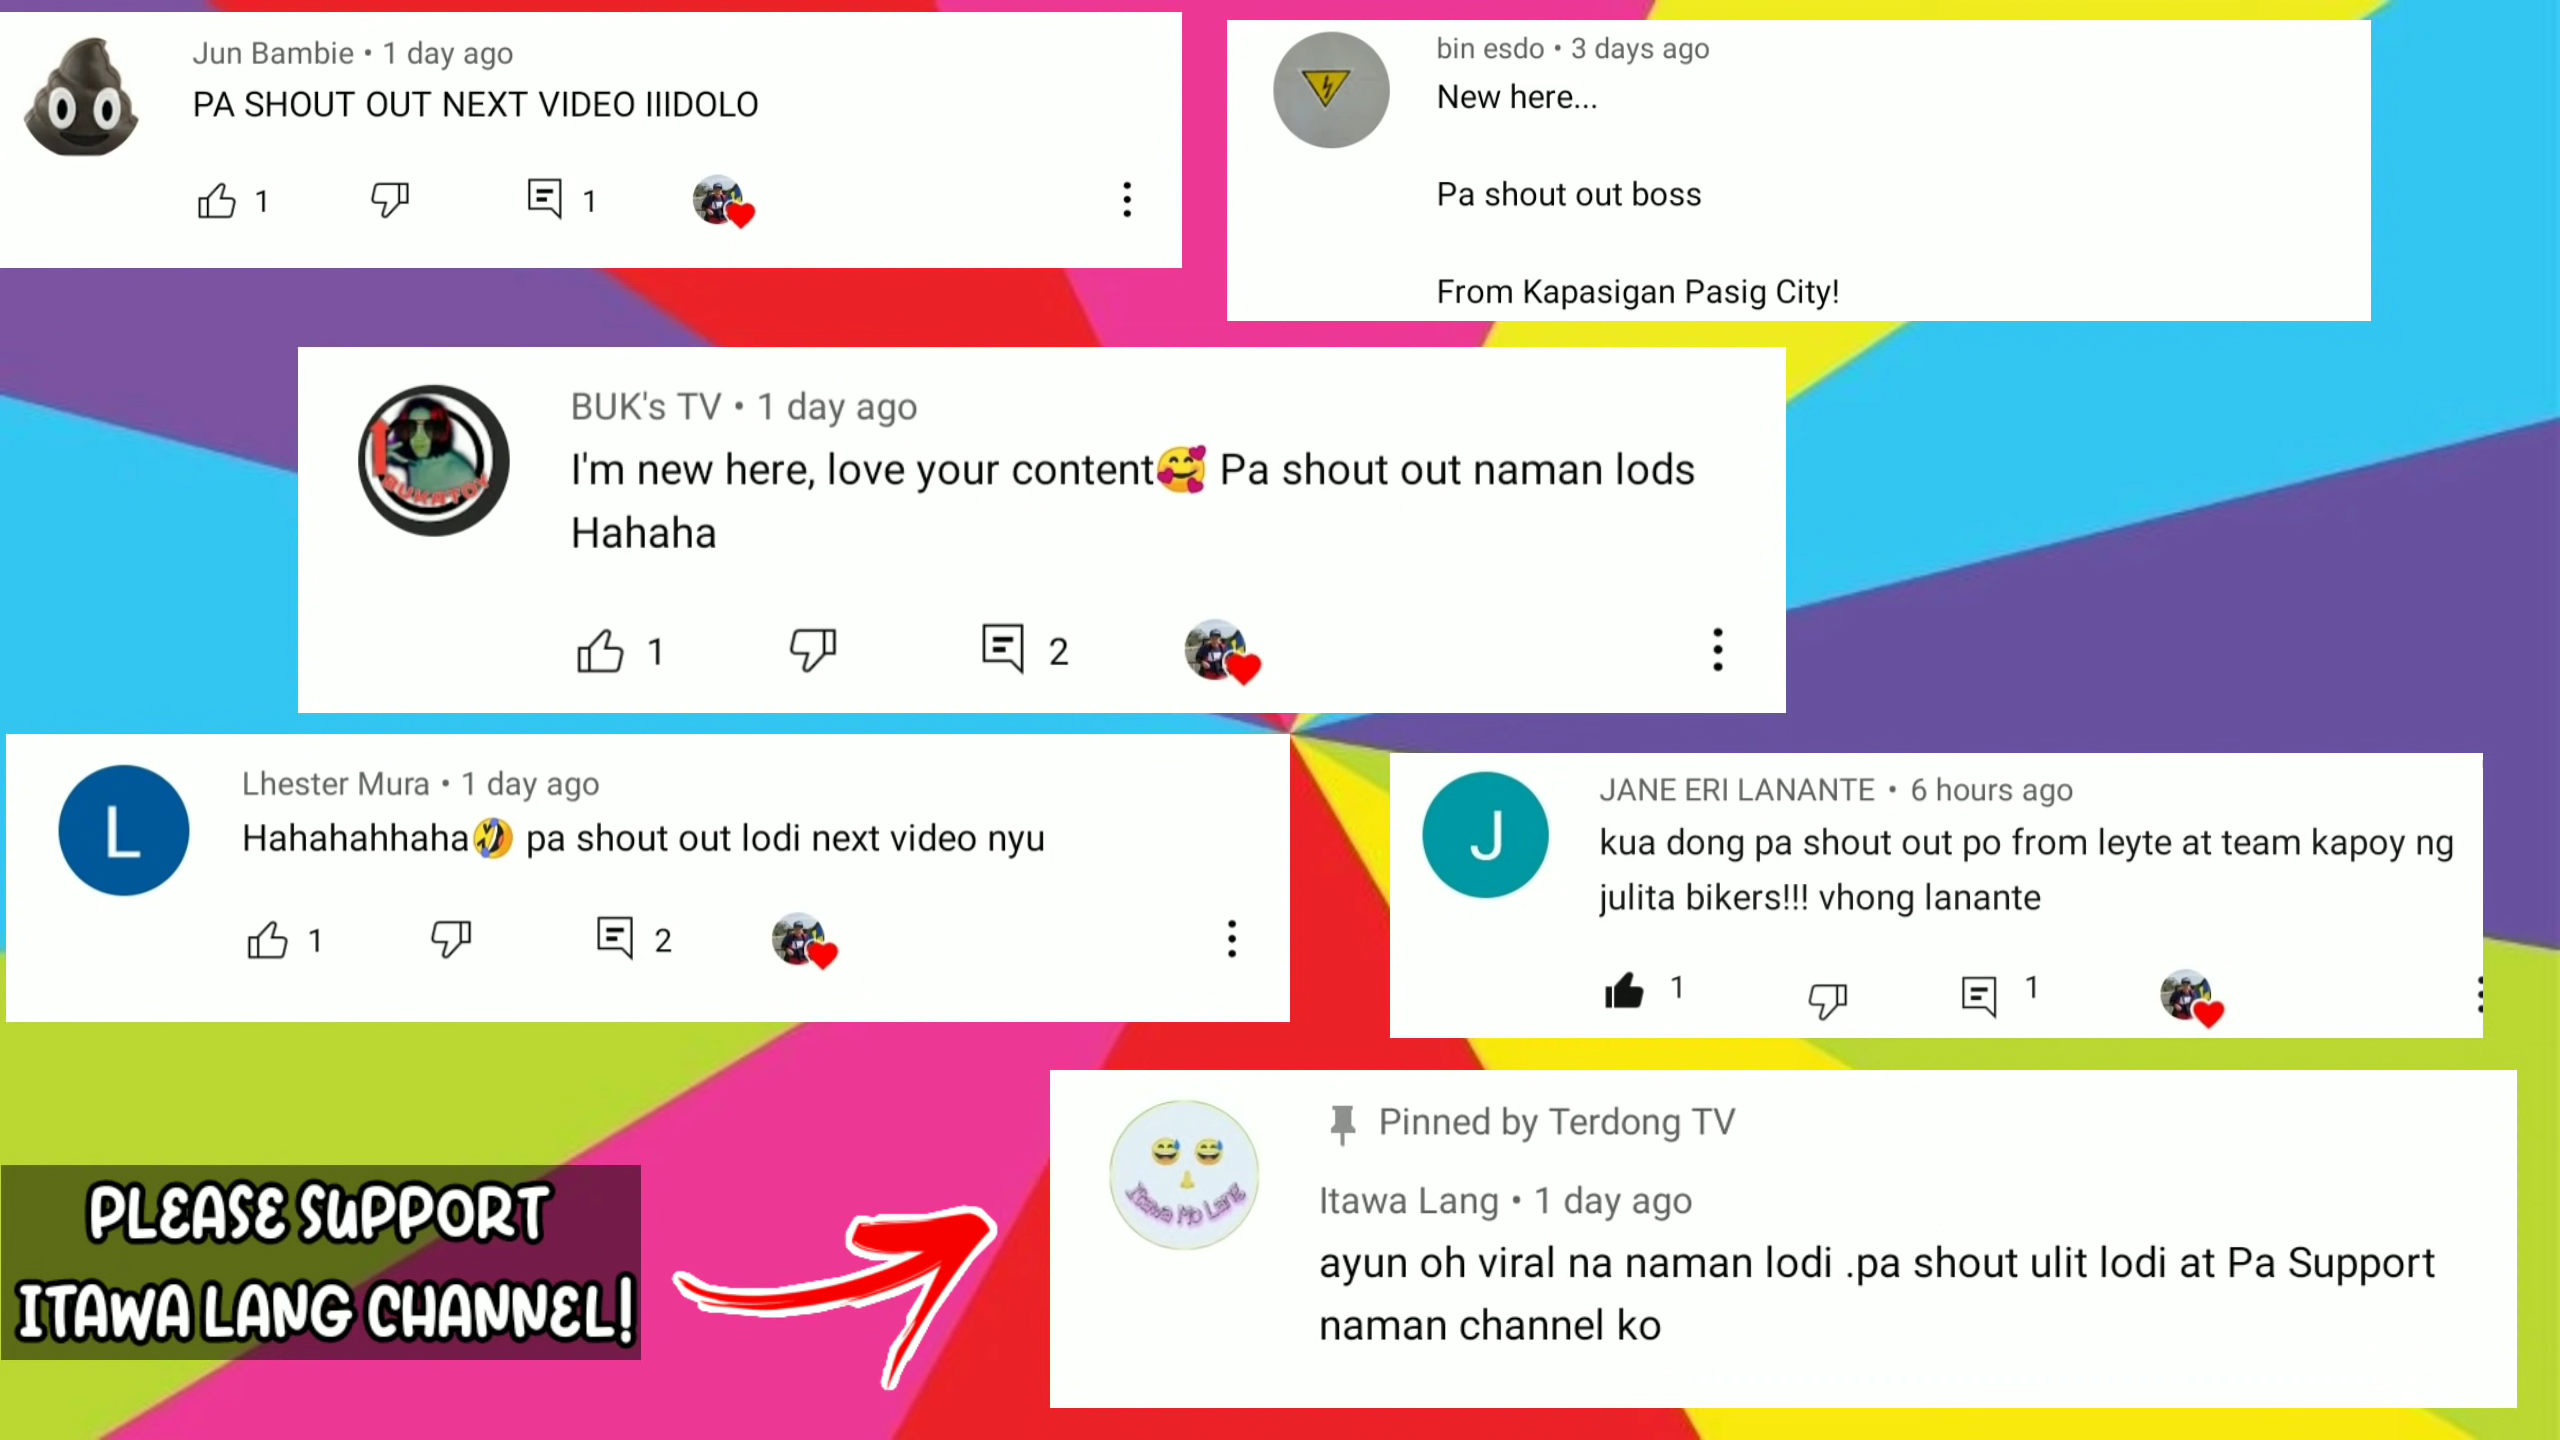 Jun Bambie • 1 day ago
PA SHOUT OUT NEXT VIDEO IIIDOLO
1
1
bin esdo • 3 days ago
New here...
Pa shout out boss
From Kapasigan Pasig City!
BUKATOY
BUK's TV • 1 day ago
I'm new here, love your content🥰 Pa shout out naman lods
Hahaha
1
2
L
Lhester Mura • 1 day ago
Hahahahhaha🤣 pa shout out lodi next video nyu
1
2
J
JANE ERI LANANTE • 6 hours ago
kua dong pa shout out po from leyte at team kapoy ng
julita bikers!!! vhong lanante
1
1
PLEASE SUPPORT
ITAWA LANG CHANNEL!
Itawa Mo Lang
Pinned by Terdong TV
Itawa Lang • 1 day ago
ayun oh viral na naman lodi .pa shout ulit lodi at Pa Support
naman channel ko